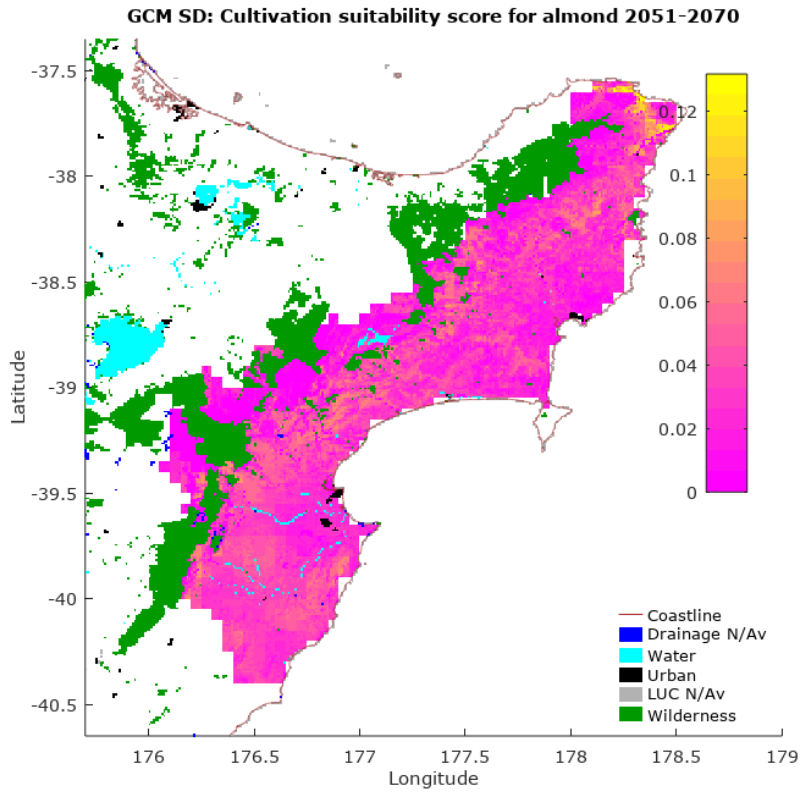 GCM SD: Cultivation suitability score for almond 2051-2070
-37.5
-38
-38.5
-39
-39.5
-40
-40.5
Latitude
176
176.5
177
177.5
178
178.5
179
Longitude
0.12
0.1
0.08
0.06
0.04
0.02
0
Coastline
Drainage N/Av
Water
Urban
LUC N/Av
Wilderness